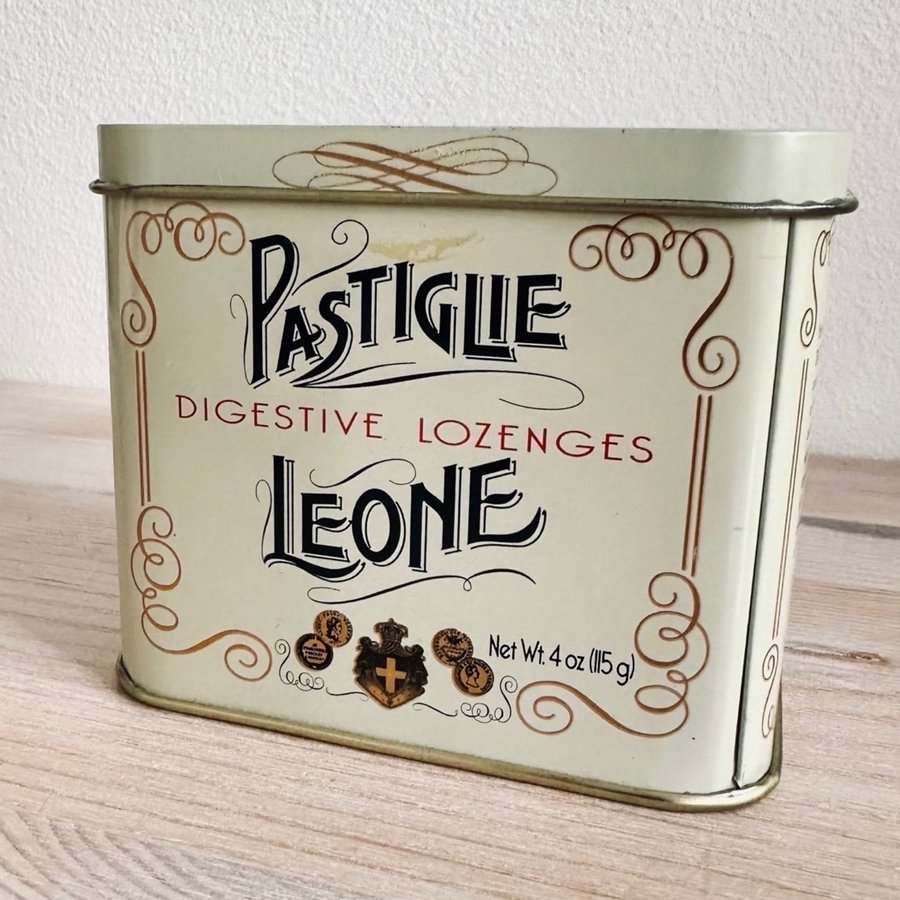 PASTIGLIE
DIGESTIVE LOZENGES
LEONE
Net Wt. 4 oz (115 g)